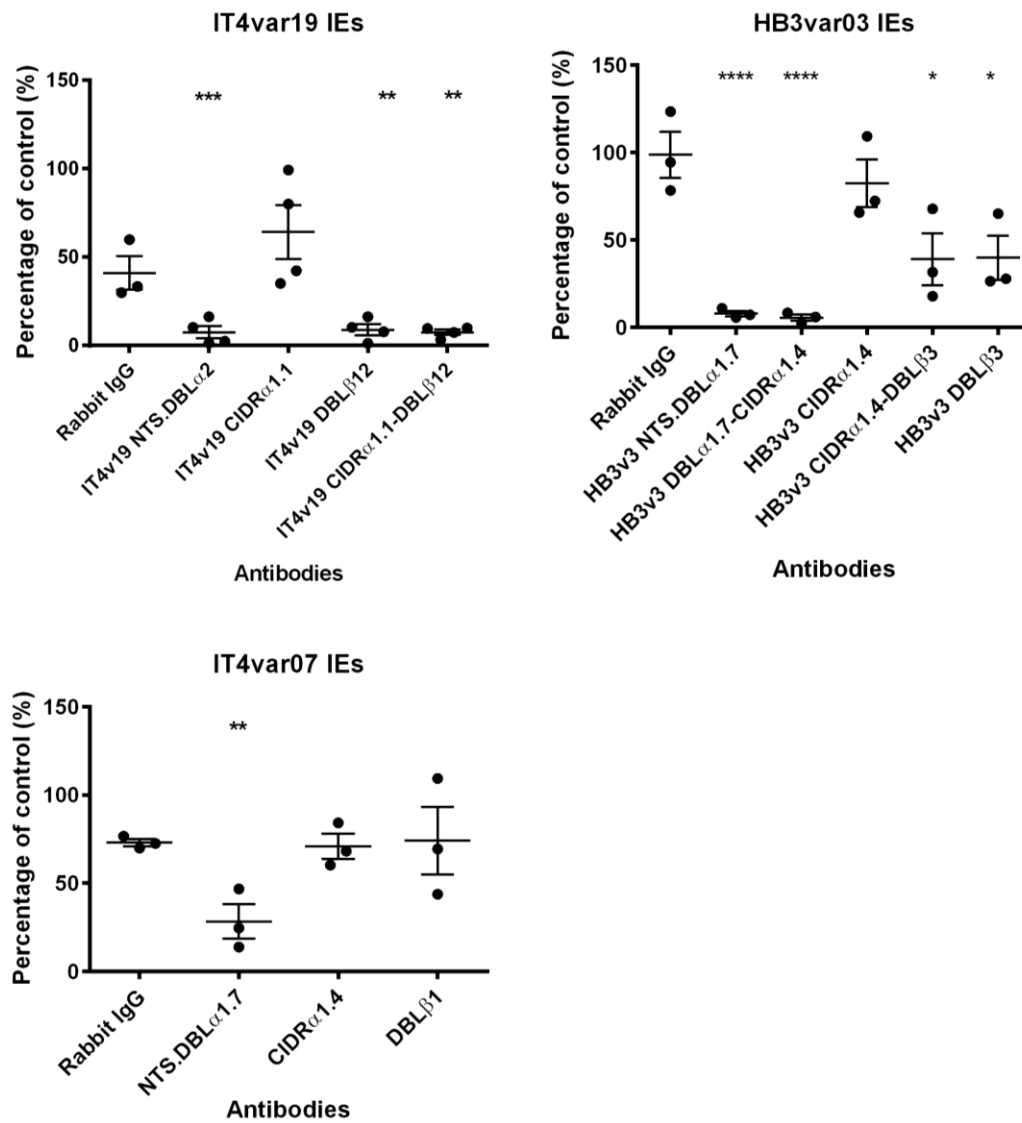 IT4var19 IEs
Percentage of control (%)
150
100
50
0
***
**
**
Rabbit IgG
IT4v19 NTS.DBLα2
IT4v19 CIDRα1.1
IT4v19 DBLβ12
IT4v19 CIDRα1.1-DBLβ12
Antibodies
HB3var03 IEs
Percentage of control (%)
150
100
50
0
****
****
*
*
Rabbit IgG
HB3v3 NTS.DBLα1.7
HB3v3 DBLα1.7-CIDRα1.4
HB3v3 CIDRα1.4
HB3v3 CIDRα1.4-DBLβ3
HB3v3 DBLβ3
Antibodies
IT4var07 IEs
Percentage of control (%)
150
100
50
0
**
Rabbit IgG
NTS.DBLα1.7
CIDRα1.4
DBLβ1
Antibodies